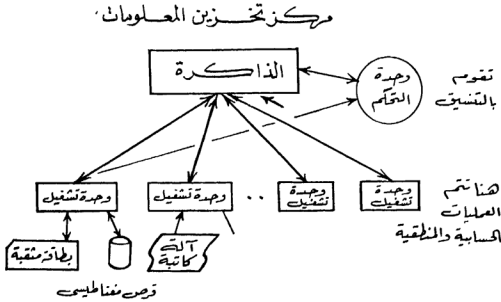 مركز تخزين المعلومات:
الذاكرة
وحدة
التحكم
تقوم
بالتنسيق
وحدة تشغيل
وحدة تشغيل
..
وحدة
تشغيل
وحدة
تشغيل
هنا تتم
العمليات
الحسابية والمنطقية
بطاقة مثقبة
آلة
كاتبة
قرص مغناطيسى